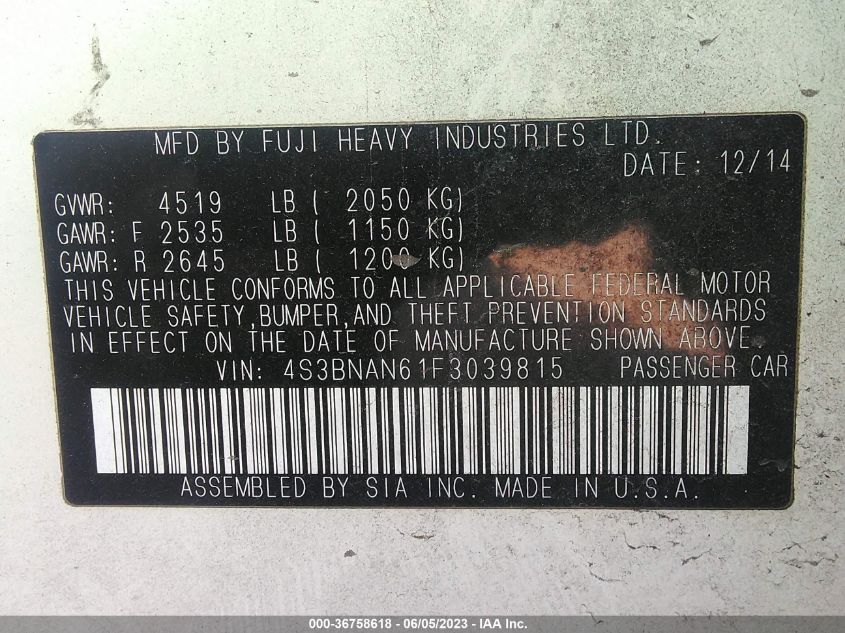 MFD BY FUJI HEAVY INDUSTRIES LTD.
DATE: 12/14
GVWR: 4519 LB ( 2050 KG)
GAWR: F 2535 LB ( 1150 KG)
GAWR: R 2645 LB ( 1200 KG)
THIS VEHICLE CONFORMS TO ALL APPLICABLE FEDERAL MOTOR
VEHICLE SAFETY,BUMPER,AND THEFT PREVENTION STANDARDS
IN EFFECT ON THE DATE OF MANUFACTURE SHOWN ABOVE.
VIN: 4S3BNAN61F3039815 PASSENGER CAR
ASSEMBLED BY SIA INC. MADE IN U.S.A.
000-36758618 - 06/05/2023 - IAA Inc.